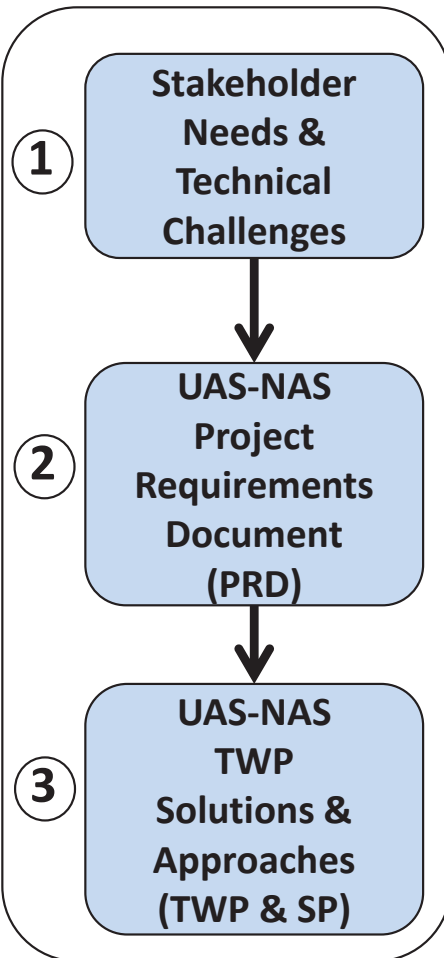 1
Stakeholder
Needs &
Technical
Challenges
2
UAS-NAS
Project
Requirements
Document
(PRD)
3
UAS-NAS
TWP
Solutions &
Approaches
(TWP & SP)